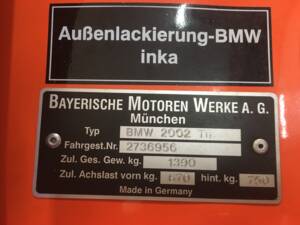 Außenlackierung-BMW
inka
BAYERISCHE MOTOREN WERKE A. G.
München
Typ BMW 2002
Fahrgest.Nr. 2736956
Zul. Ges. Gew. kg. 1390
Zul. Achslast vorn kg. hint. kg. 750
Made in Germany